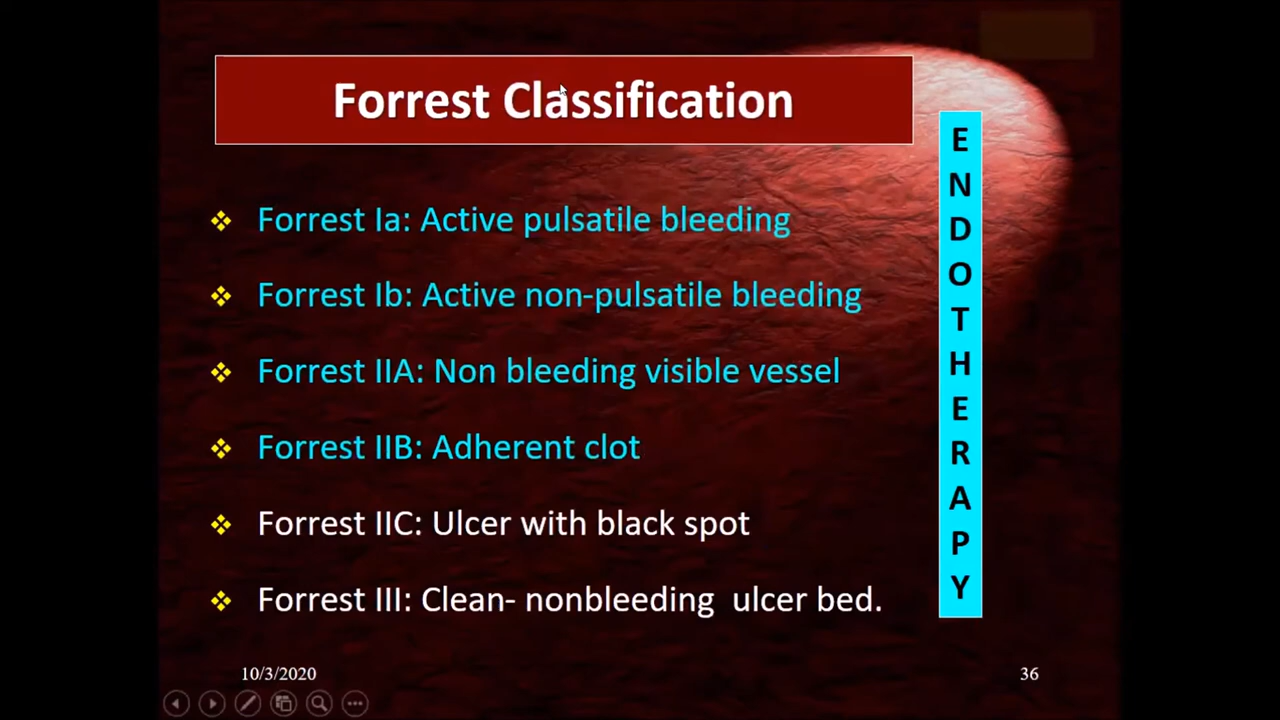 Forrest Classification
Forrest Ia: Active pulsatile bleeding
Forrest Ib: Active non-pulsatile bleeding
Forrest IIA: Non bleeding visible vessel
Forrest IIB: Adherent clot
Forrest IIC: Ulcer with black spot
Forrest III: Clean- nonbleeding  ulcer bed.
E
N
D
O
T
H
E
R
A
P
Y
10/3/2020
36